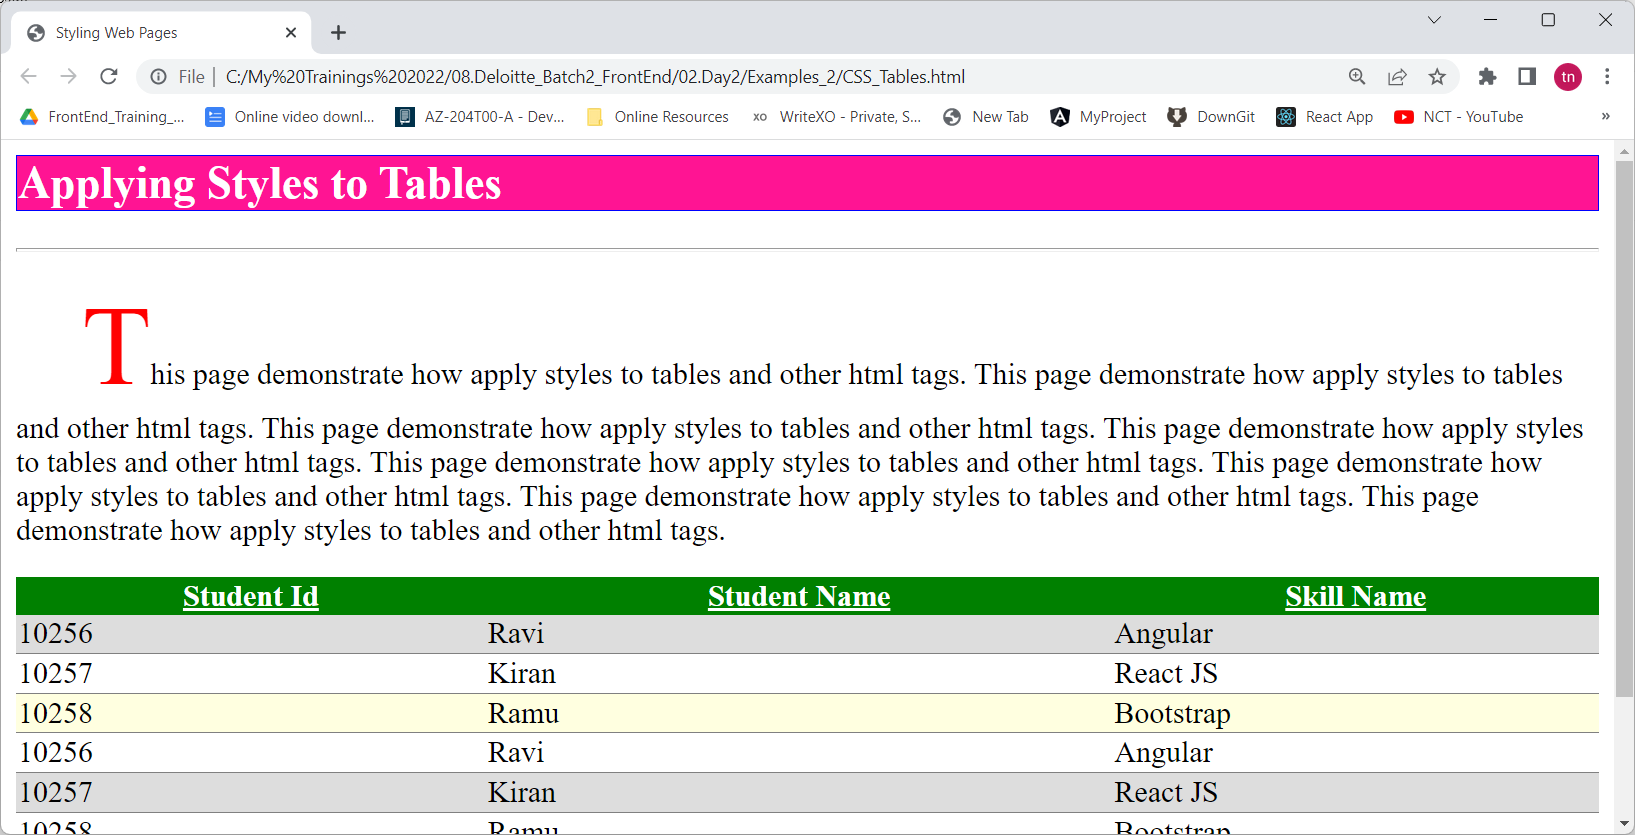 Styling Web Pages
File | C:/My%20Trainings%202022/08.Deloitte_Batch2_FrontEnd/02.Day2/Examples_2/CSS_Tables.html
tn
FrontEnd_Training_... Online video downl... AZ-204T00-A - Dev... Online Resources XO WriteXO - Private, S... New Tab MyProject DownGit React App NCT - YouTube »
Applying Styles to Tables
This page demonstrate how apply styles to tables and other html tags. This page demonstrate how apply styles to tables
and other html tags. This page demonstrate how apply styles to tables and other html tags. This page demonstrate how apply styles
to tables and other html tags. This page demonstrate how apply styles to tables and other html tags. This page demonstrate how
apply styles to tables and other html tags. This page demonstrate how apply styles to tables and other html tags. This page
demonstrate how apply styles to tables and other html tags.
Student Id Student Name Skill Name
10256 Ravi Angular
10257 Kiran React JS
10258 Ramu Bootstrap
10256 Ravi Angular
10257 Kiran React JS
10258 Ramu Bootstrap